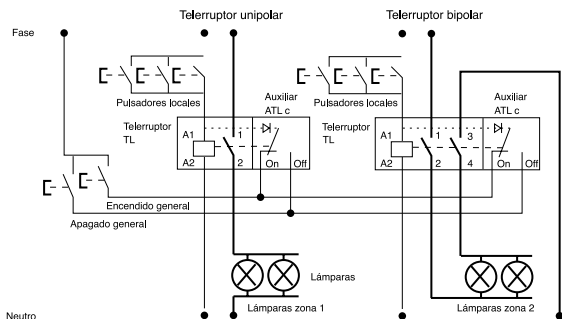 Telerruptor unipolar
Telerruptor bipolar
Fase
Pulsadores locales
Auxiliar
ATL c
Pulsadores locales
Auxiliar
ATL c
Telerruptor
TL
A1
1
A2
2
On
Off
Telerruptor
TL
A1
1
3
A2
2
4
On
Off
Encendido general
Apagado general
Lámparas
Neutro
Lámparas zona 1
Lámparas zona 2